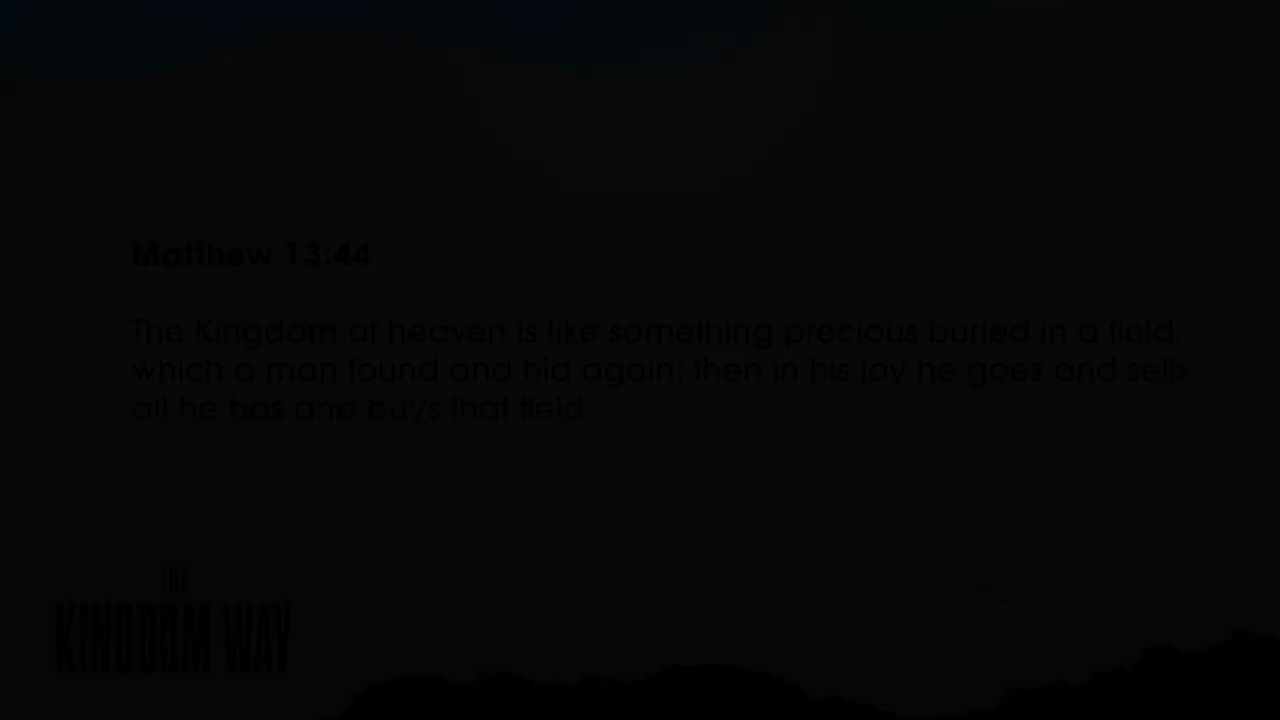 Matthew 13:44
The Kingdom of heaven is like something precious buried in a field,
which a man found and hid again; then in his joy he goes and sells
all he has and buys that field.
THE
KINGDOM WAY